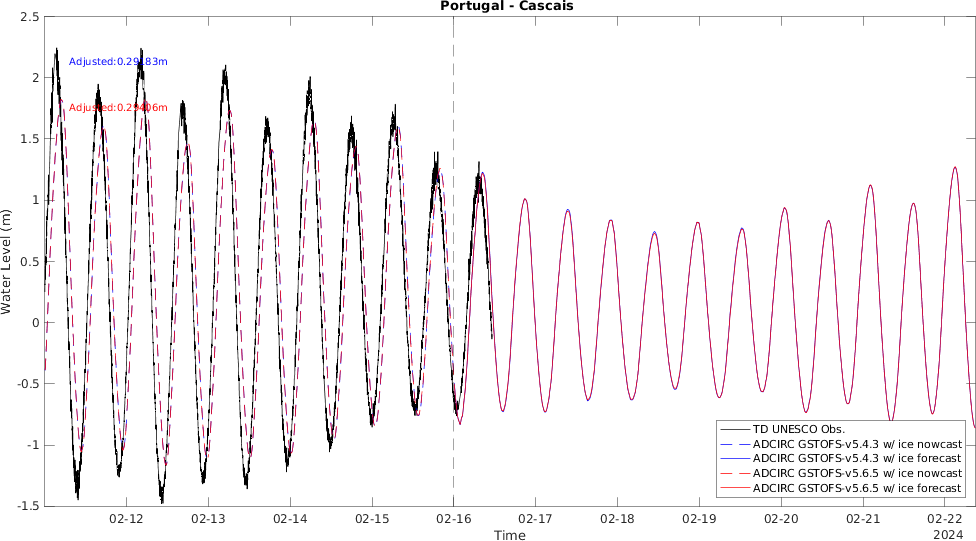 Portugal - Cascais
2.5
2
1.5
1
0.5
0
-0.5
-1
-1.5
Water Level (m)
Adjusted:0.29183m
Adjusted:0.29406m
TD UNESCO Obs.
ADCIRC GSTOFS-v5.4.3 w/ ice nowcast
ADCIRC GSTOFS-v5.4.3 w/ ice forecast
ADCIRC GSTOFS-v5.6.5 w/ ice nowcast
ADCIRC GSTOFS-v5.6.5 w/ ice forecast
02-12 02-13 02-14 02-15 02-16 02-17 02-18 02-19 02-20 02-21 02-22
2024
Time